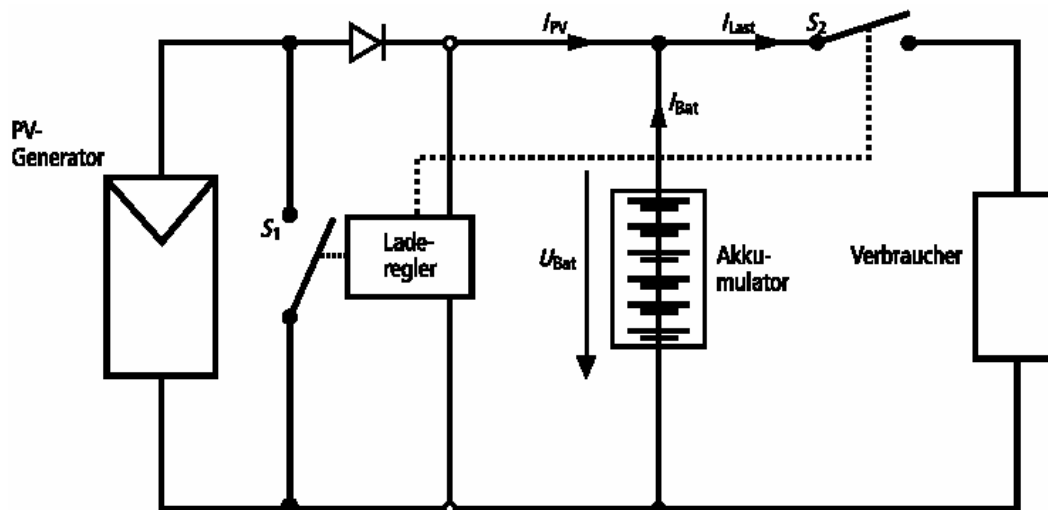 I_PV
I_Last
S_2
I_Bat
PV-
Generator
S_1
Lade-
regler
U_Bat
Akku-
mulator
Verbraucher